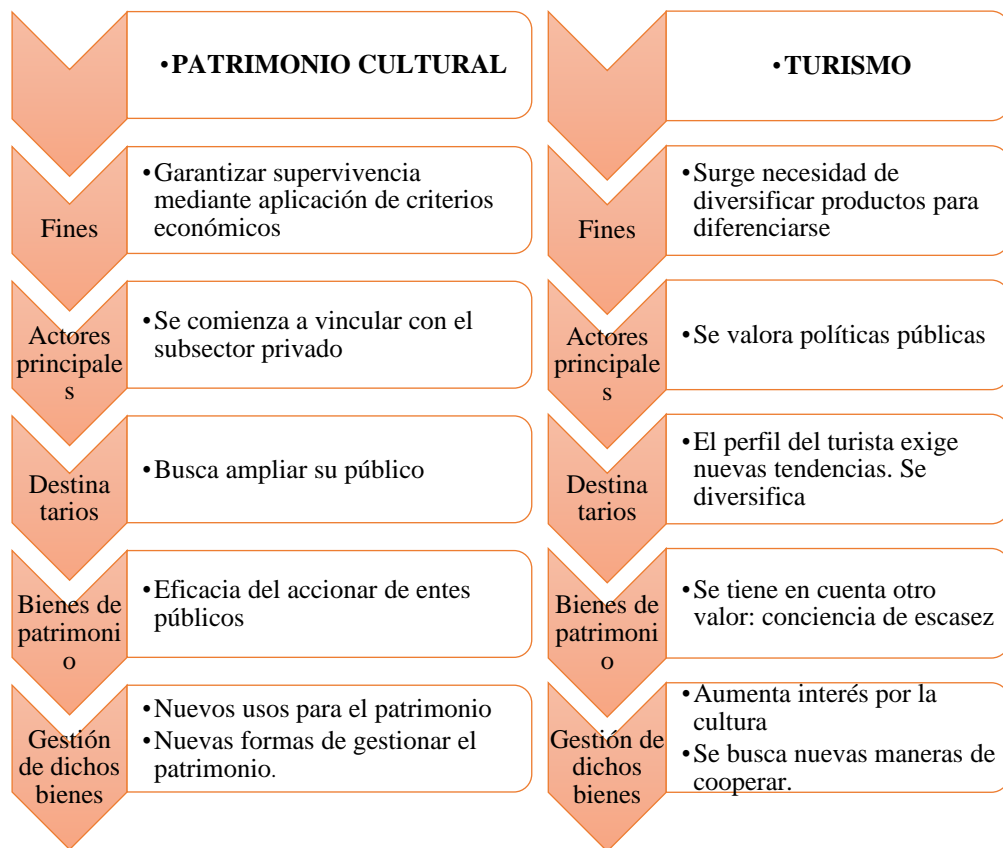 •PATRIMONIO CULTURAL
Fines
•Garantizar supervivencia
mediante aplicación de criterios
económicos
Actores
principale
s
•Se comienza a vincular con el
subsector privado
Destina
tarios
•Busca ampliar su público
Bienes de
patrimoni
o
•Eficacia del accionar de entes
públicos
Gestión
de dichos
bienes
•Nuevos usos para el patrimonio
•Nuevas formas de gestionar el
patrimonio.
•TURISMO
Fines
•Surge necesidad de
diversificar productos para
diferenciarse
Actores
principale
s
•Se valora políticas públicas
Destina
tarios
•El perfil del turista exige
nuevas tendencias. Se
diversifica
Bienes de
patrimoni
o
•Se tiene en cuenta otro
valor: conciencia de escasez
Gestión de
dichos
bienes
•Aumenta interés por la
cultura
•Se busca nuevas maneras de
cooperar.